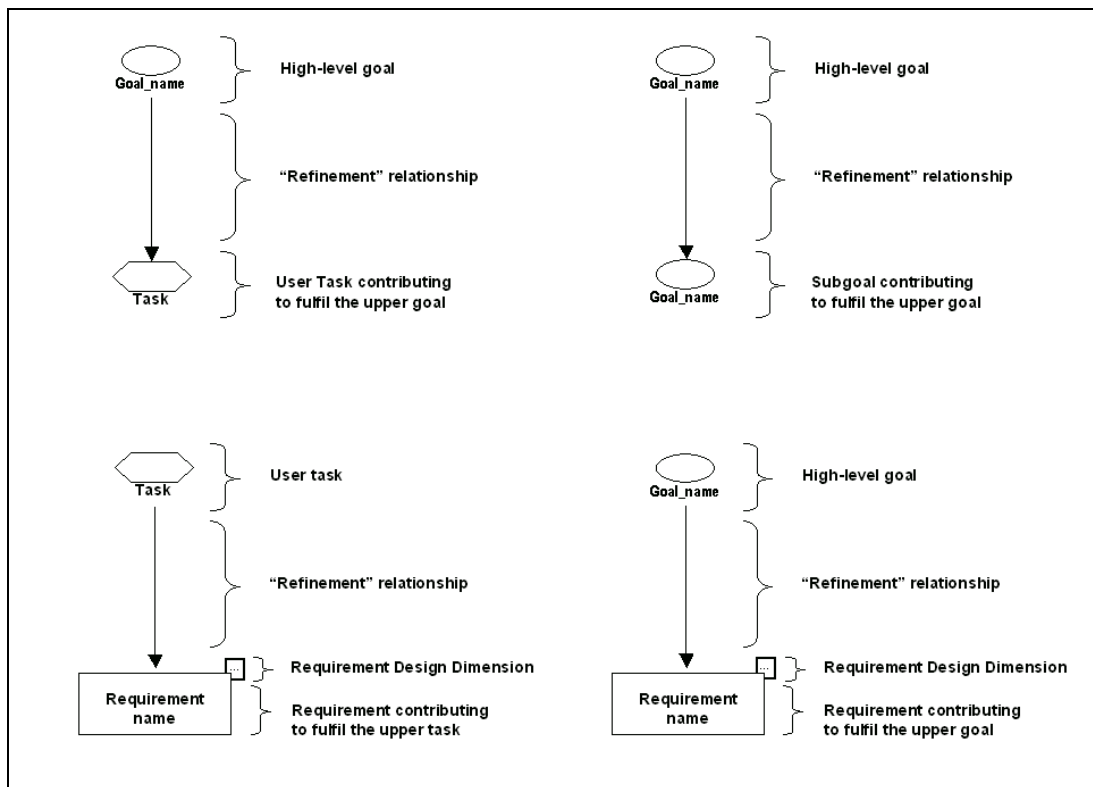 High-level goal
Goal_name
“Refinement” relationship
User Task contributing
to fulfil the upper goal
Task
High-level goal
Goal_name
“Refinement” relationship
Subgoal contributing
to fulfil the upper goal
Goal_name
User task
Task
“Refinement” relationship
...
Requirement Design Dimension
Requirement
name
Requirement contributing
to fulfil the upper task
High-level goal
Goal_name
“Refinement” relationship
...
Requirement Design Dimension
Requirement
name
Requirement contributing
to fulfil the upper goal